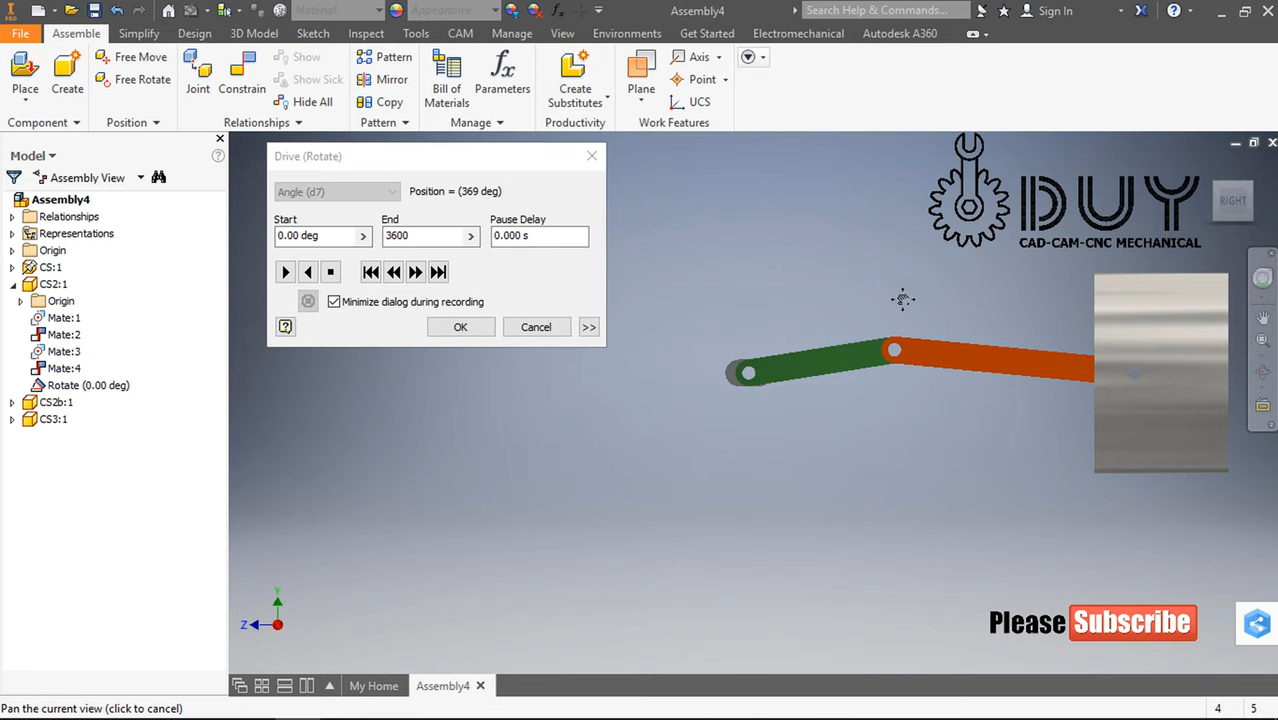 Material
Appearance
Assembly4
Search Help & Commands...
Sign In
PRO
File
Assemble
Simplify
Design
3D Model
Sketch
Inspect
Tools
CAM
Manage
View
Environments
Get Started
Electromechanical
Autodesk A360
Place
Create
Free Move
Free Rotate
Joint
Constrain
Show
Show Sick
Hide All
Pattern
Mirror
Copy
Bill of
Materials
fx
Parameters
Create
Substitutes
Plane
Axis
Point
UCS
Component
Position
Relationships
Pattern
Manage
Productivity
Work Features
Model
Assembly View
Assembly4
Relationships
Representations
Origin
CS:1
CS2:1
Origin
Mate:1
Mate:2
Mate:3
Mate:4
Rotate (0.00 deg)
CS2b:1
CS3:1
Drive (Rotate)
Angle (d7)
Position = (369 deg)
Start
End
Pause Delay
0.00 deg
3600
0.000 s
Minimize dialog during recording
OK
Cancel
>>
DUY
CAD-CAM-CNC MECHANICAL
RIGHT
Y
Z
Please Subscribe
My Home
Assembly4
Pan the current view (click to cancel)
4
5